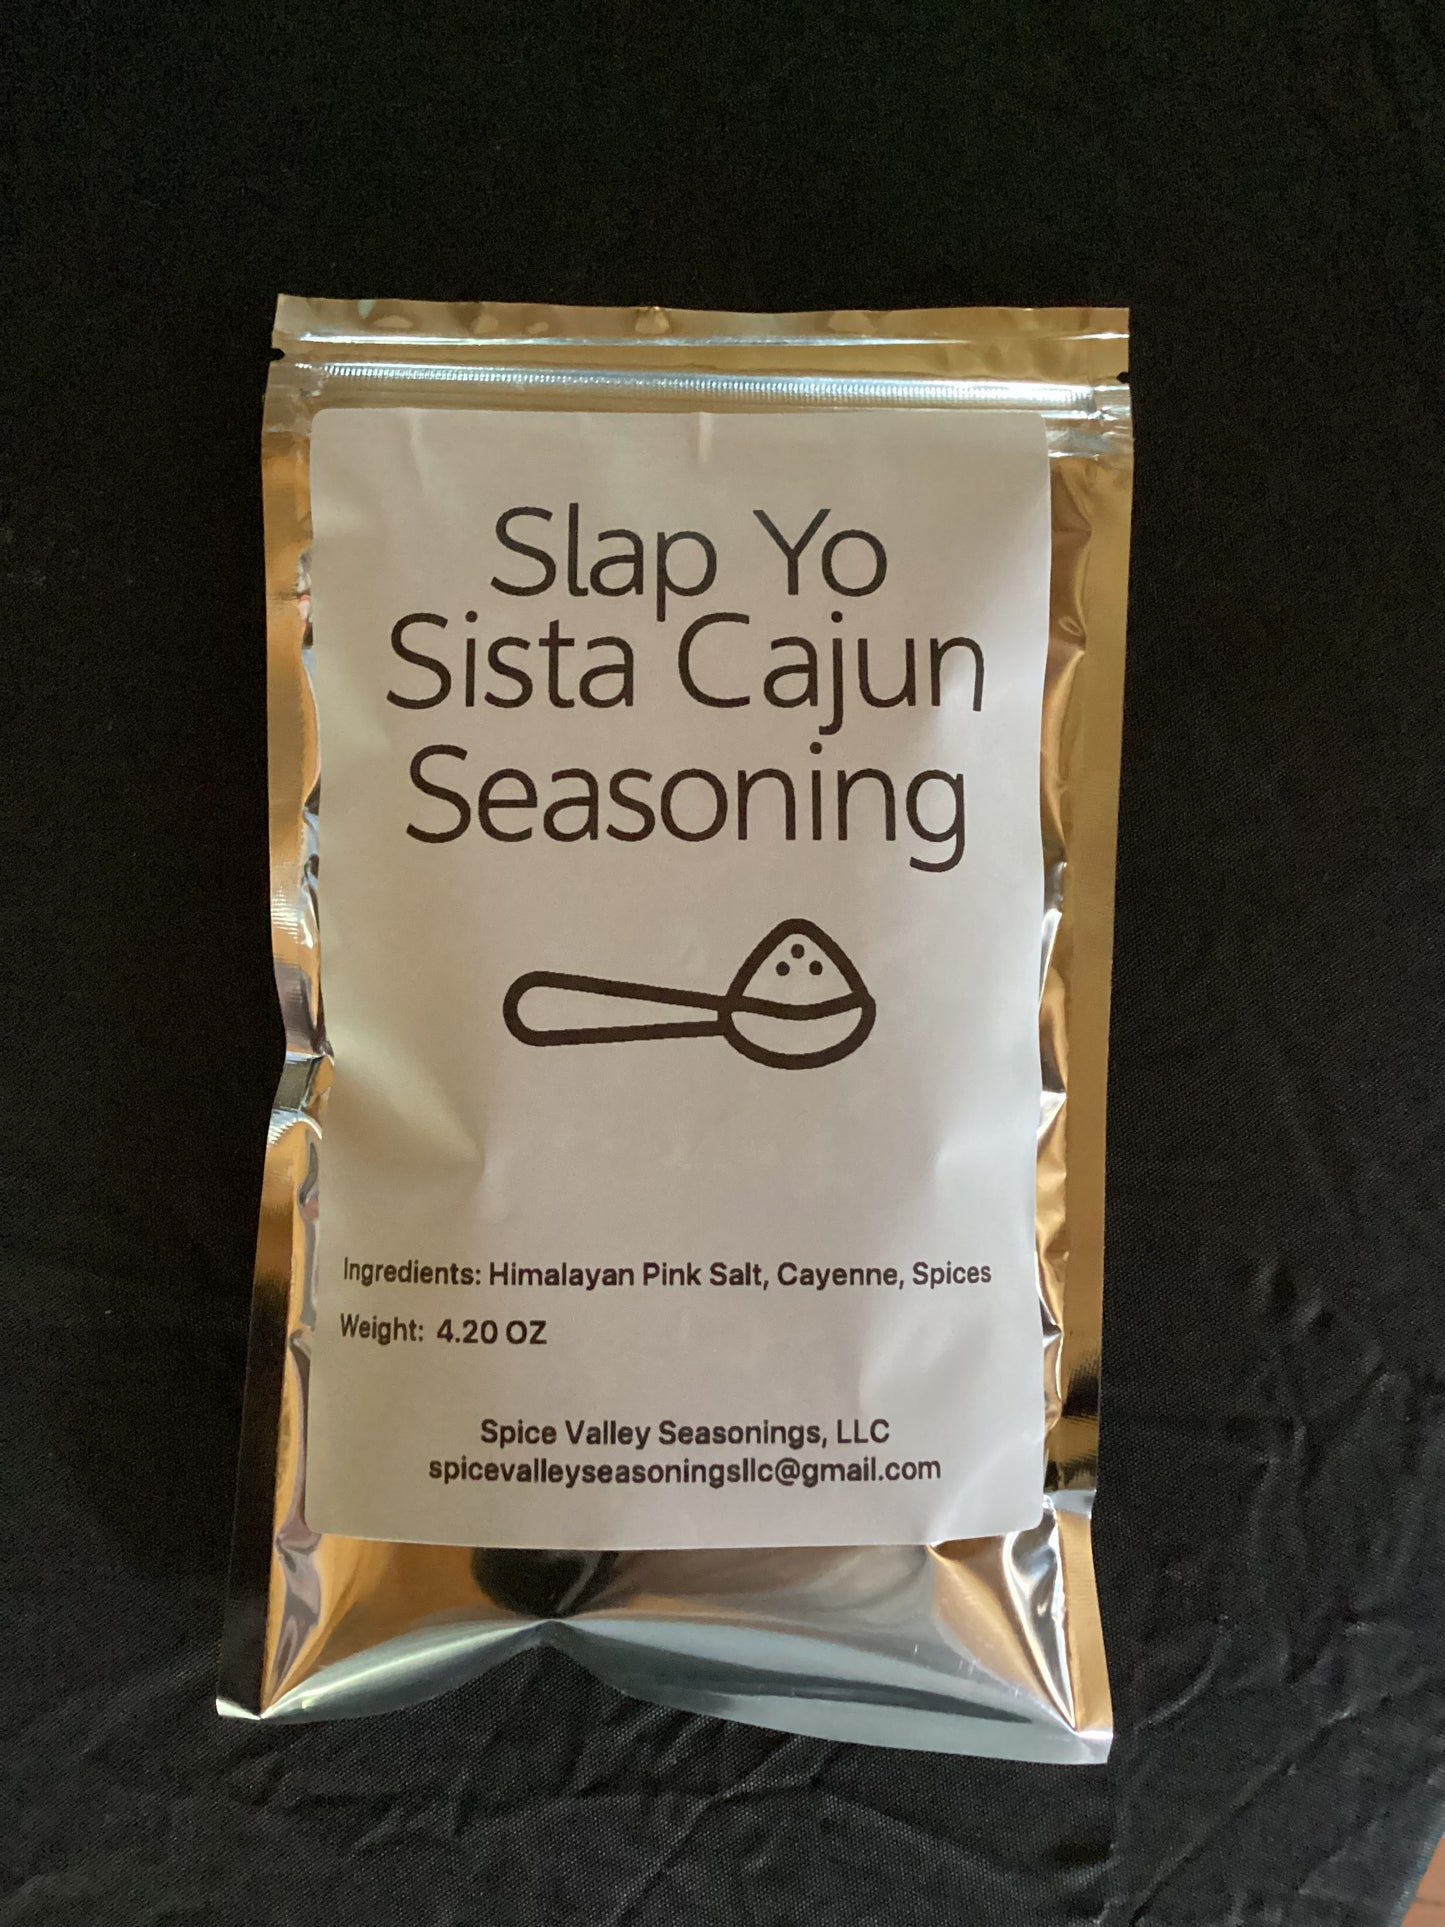 Slap Yo
Sista Cajun
Seasoning
Ingredients: Himalayan Pink Salt, Cayenne, Spices
Weight: 4.20 OZ
Spice Valley Seasonings, LLC
spicevalleyseasoningsllc@gmail.com